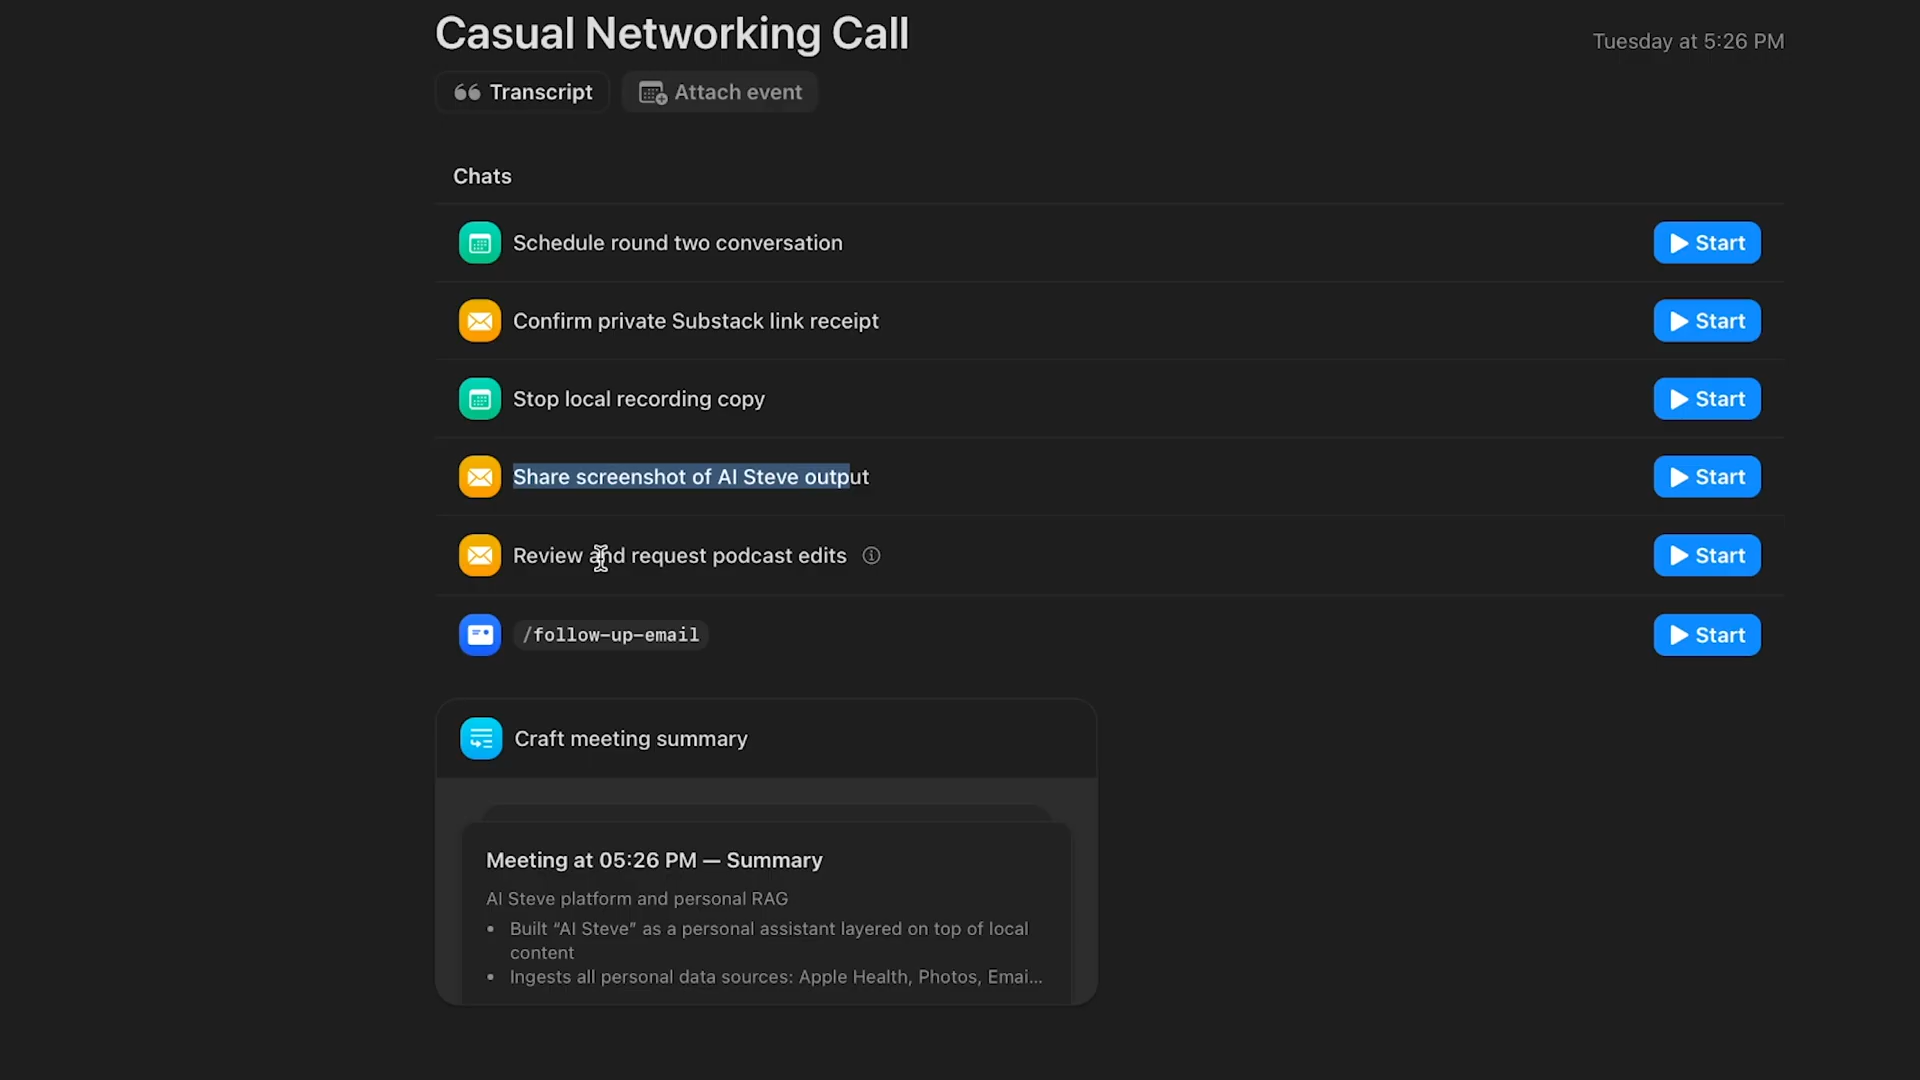 Casual Networking Call
Tuesday at 5:26 PM
Transcript
Attach event
Chats
Schedule round two conversation
Start
Confirm private Substack link receipt
Start
Stop local recording copy
Start
Share screenshot of AI Steve output
Start
Review and request podcast edits
Start
/follow-up-email
Start
Craft meeting summary
Meeting at 05:26 PM — Summary
AI Steve platform and personal RAG
• Built “AI Steve” as a personal assistant layered on top of local
content
• Ingests all personal data sources: Apple Health, Photos, Emai...